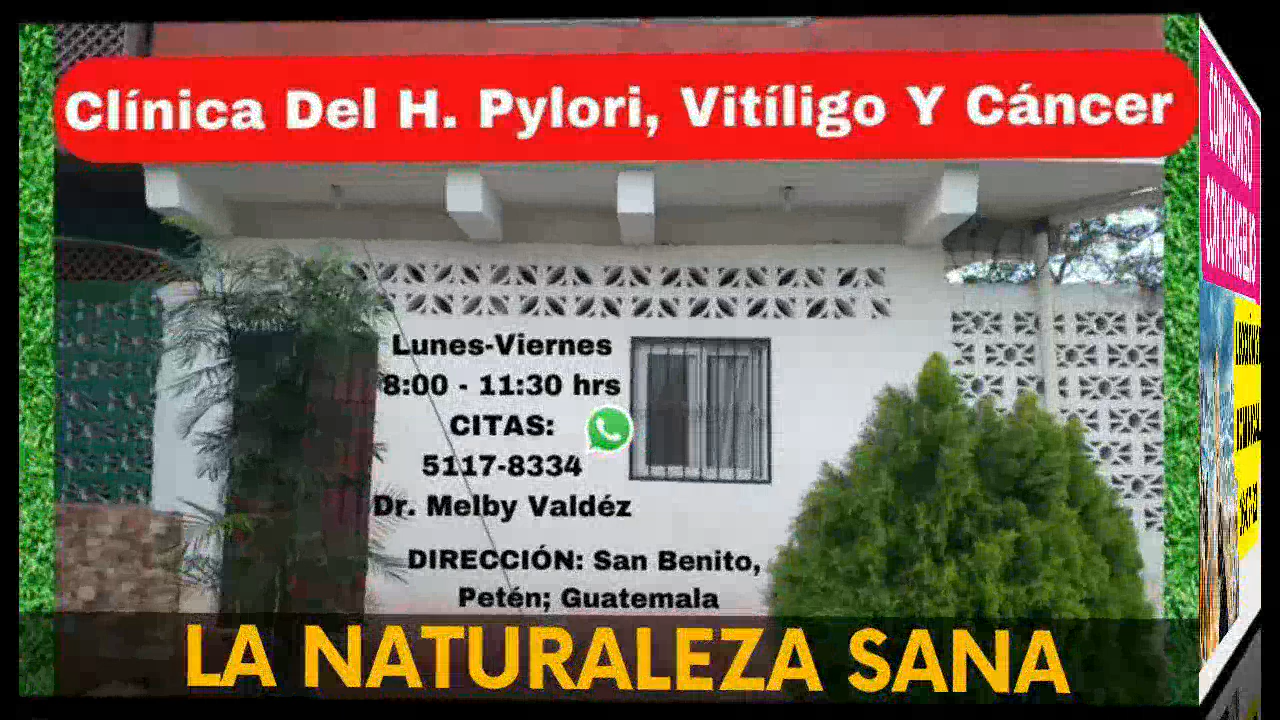 Clínica Del H. Pylori, Vitíligo Y Cáncer
Lunes-Viernes
8:00 - 11:30 hrs
CITAS:
5117-8334
Dr. Melby Valdéz
DIRECCIÓN: San Benito,
Petén; Guatemala
LA NATURALEZA SANA
COMPROMISO